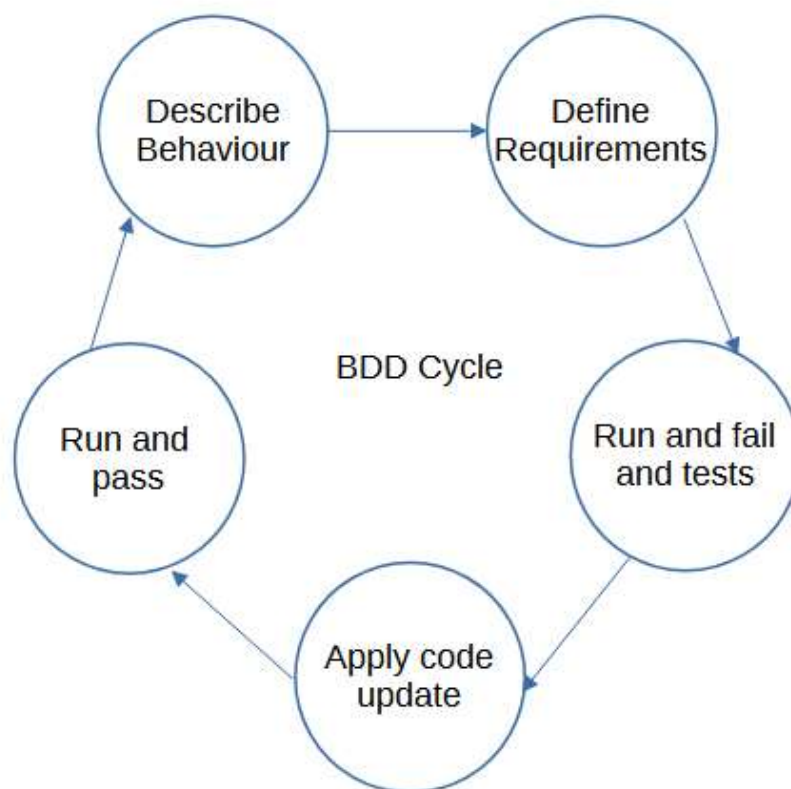 Describe
Behaviour
Define
Requirements
BDD Cycle
Run and
pass
Run and fail
and tests
Apply code
update